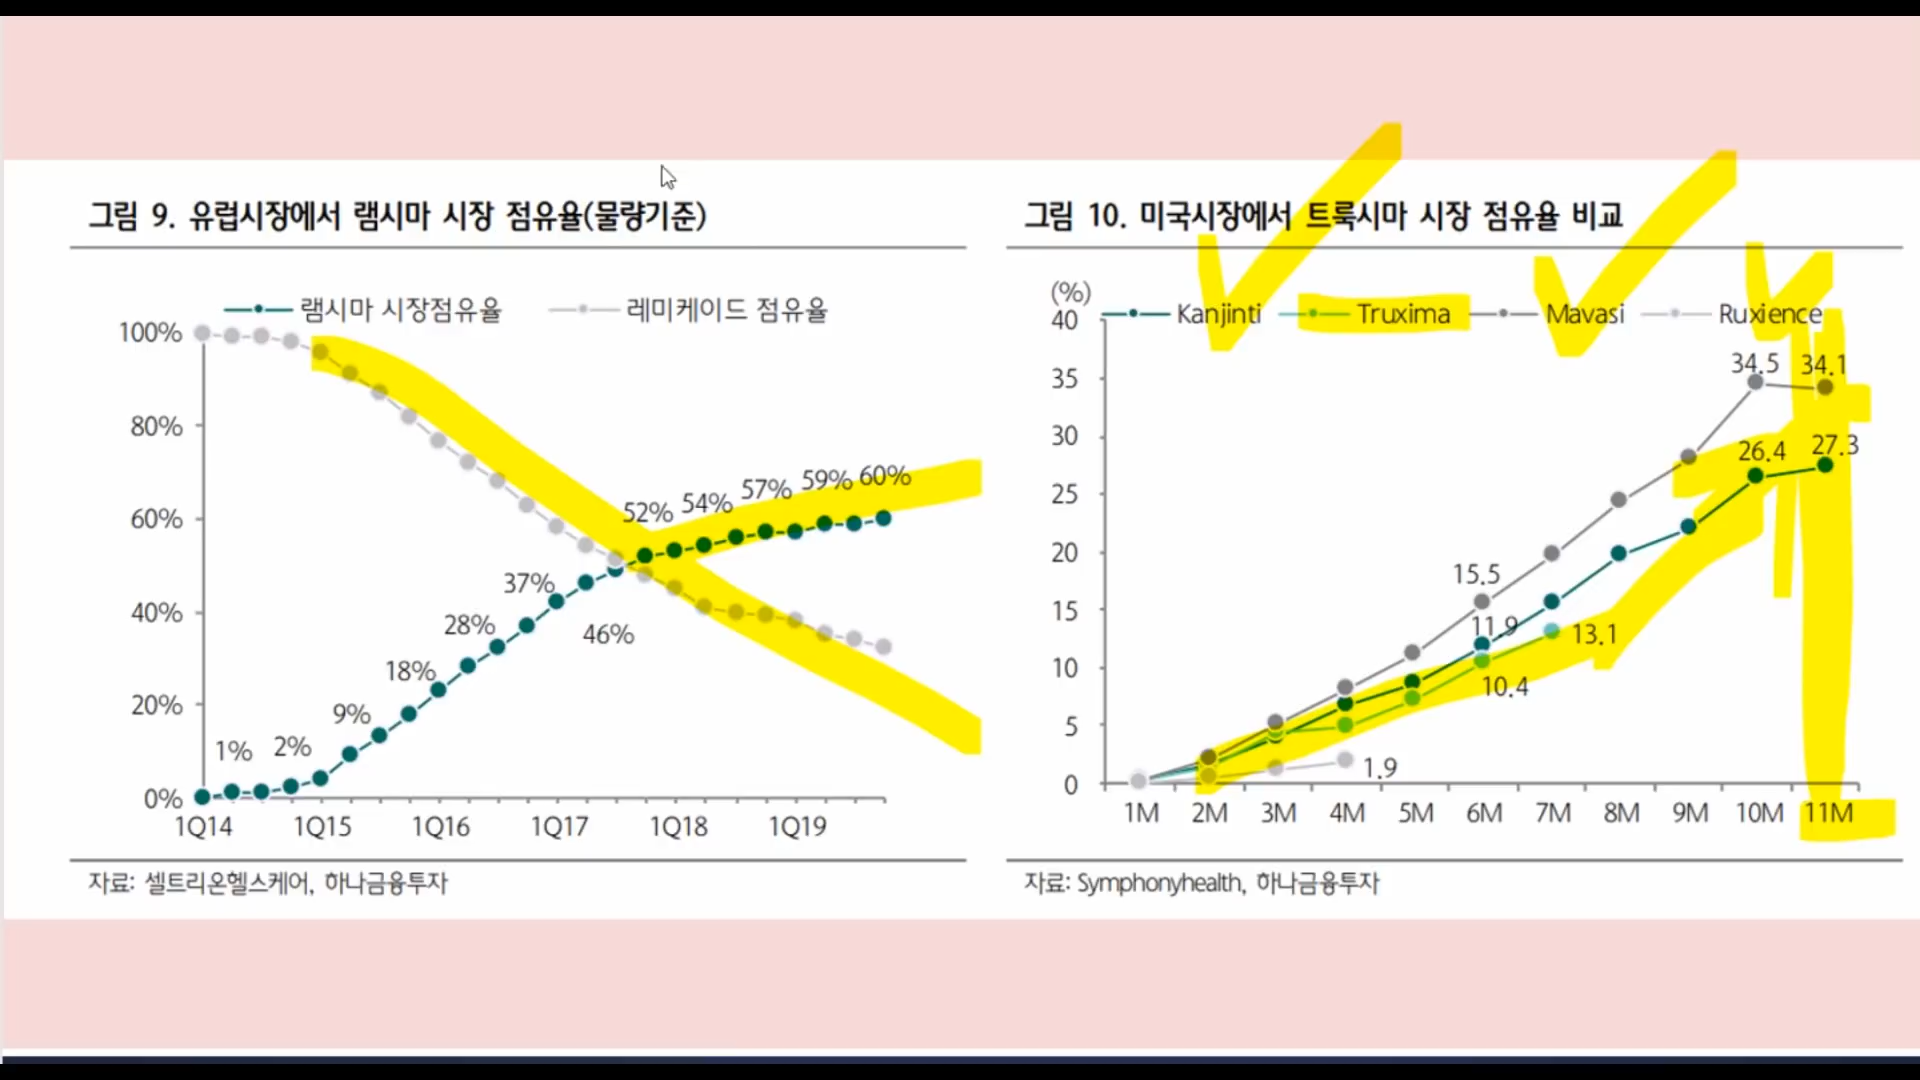 그림 9. 유럽시장에서 램시마 시장 점유율(물량기준)
램시마 시장점유율 레미케이드 점유율
100%
80%
60%
40%
20%
0%
1% 2% 9% 18% 28% 37% 46% 52% 54% 57% 59% 60%
1Q14 1Q15 1Q16 1Q17 1Q18 1Q19
자료: 셀트리온헬스케어, 하나금융투자
그림 10. 미국시장에서 트룩시마 시장 점유율 비교
(%)
Kanjinti Truxima Mavasi Ruxience
40
35
30
25
20
15
10
5
0
34.5 34.1
26.4 27.3
15.5
11.9
13.1
10.4
1.9
1M 2M 3M 4M 5M 6M 7M 8M 9M 10M 11M
자료: Symphonyhealth, 하나금융투자